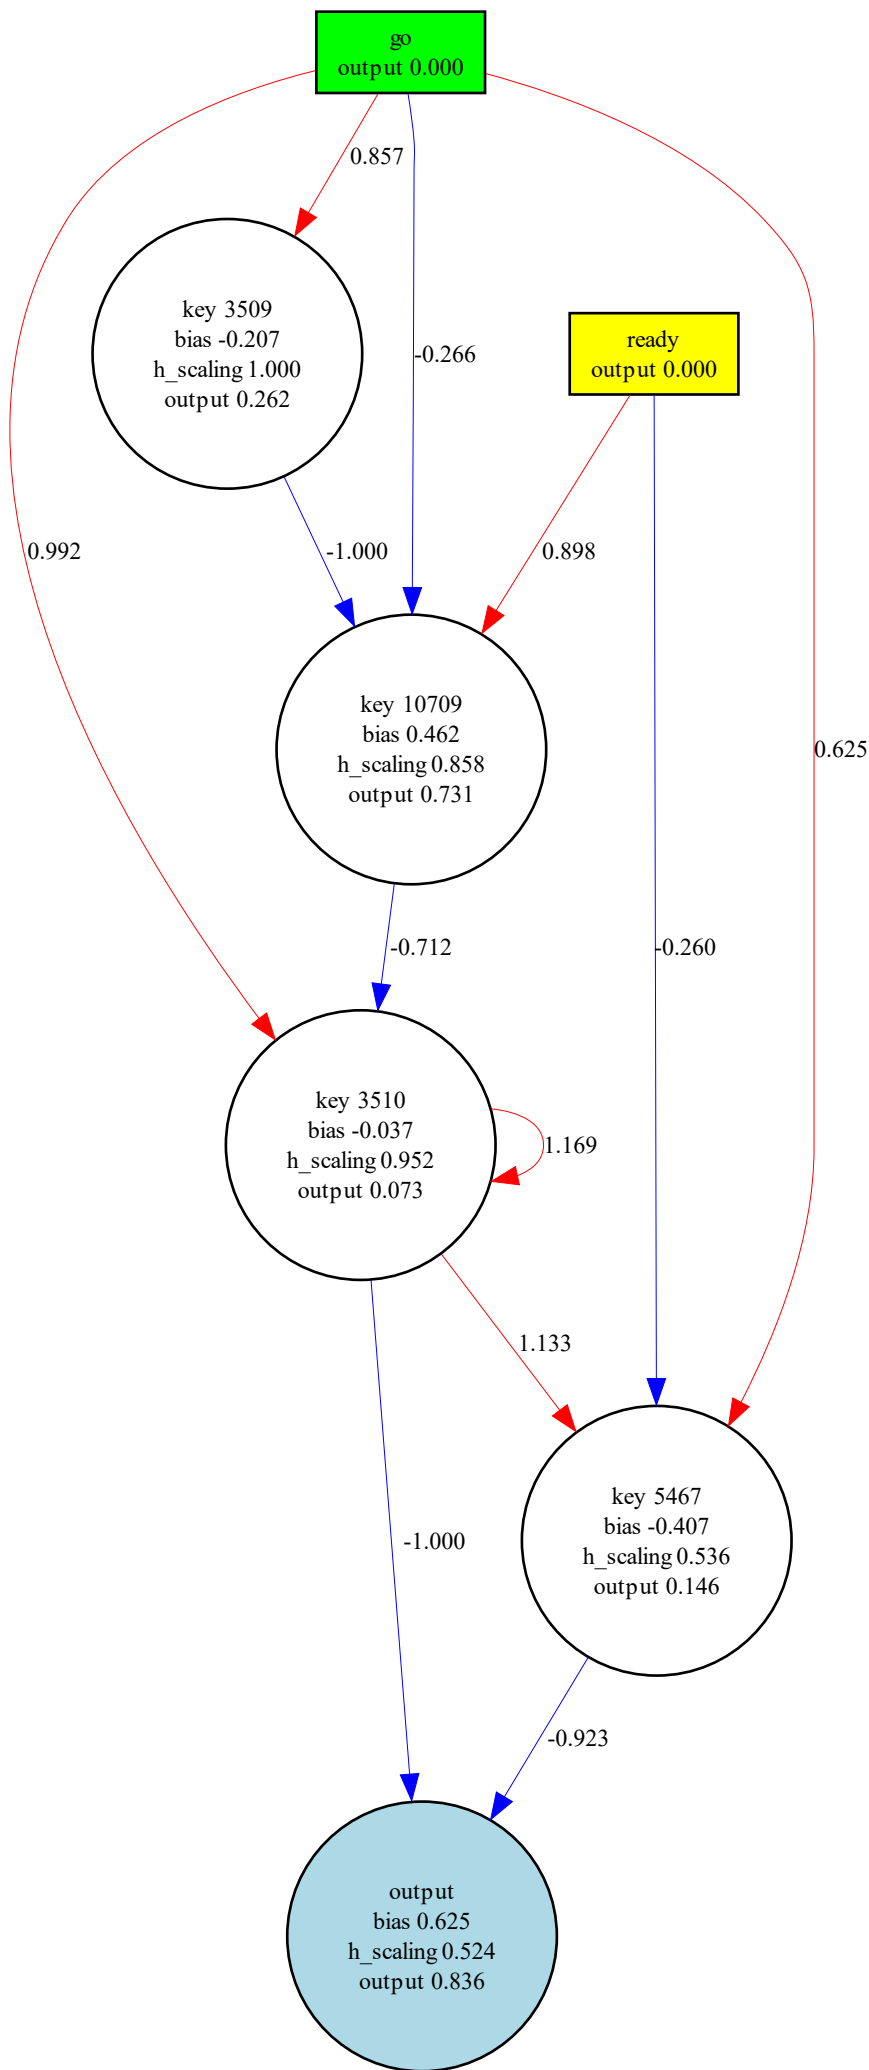 go
output 0.000
0.857
key 3509
bias -0.207
h_scaling 1.000
output 0.262
-0.266
ready
output 0.000
0.992
-1.000
0.898
key 10709
bias 0.462
h_scaling 0.858
output 0.731
0.625
-0.712
-0.260
key 3510
bias -0.037
h_scaling 0.952
output 0.073
1.169
1.133
key 5467
bias -0.407
h_scaling 0.536
output 0.146
-1.000
-0.923
output
bias 0.625
h_scaling 0.524
output 0.836